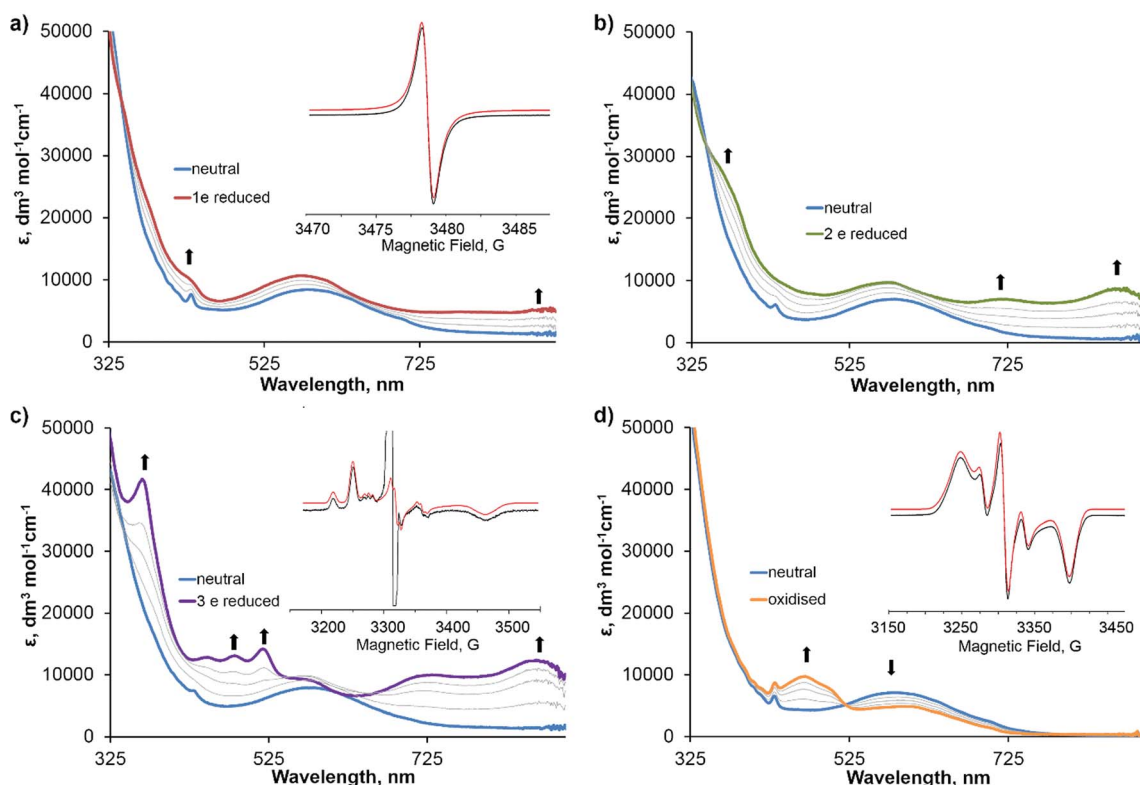 a)
50000
40000
30000
20000
10000
0
ε, dm³ mol⁻¹cm⁻¹
neutral
1e reduced
3470 3475 3480 3485
Magnetic Field, G
325 525 725
Wavelength, nm
b)
50000
40000
30000
20000
10000
0
ε, dm³ mol⁻¹cm⁻¹
neutral
2 e reduced
325 525 725
Wavelength, nm
c)
50000
40000
30000
20000
10000
0
ε, dm³ mol⁻¹cm⁻¹
neutral
3 e reduced
3200 3300 3400 3500
Magnetic Field, G
325 525 725
Wavelength, nm
d)
50000
40000
30000
20000
10000
0
ε, dm³ mol⁻¹cm⁻¹
neutral
oxidised
3150 3250 3350 3450
Magnetic Field, G
325 525 725
Wavelength, nm